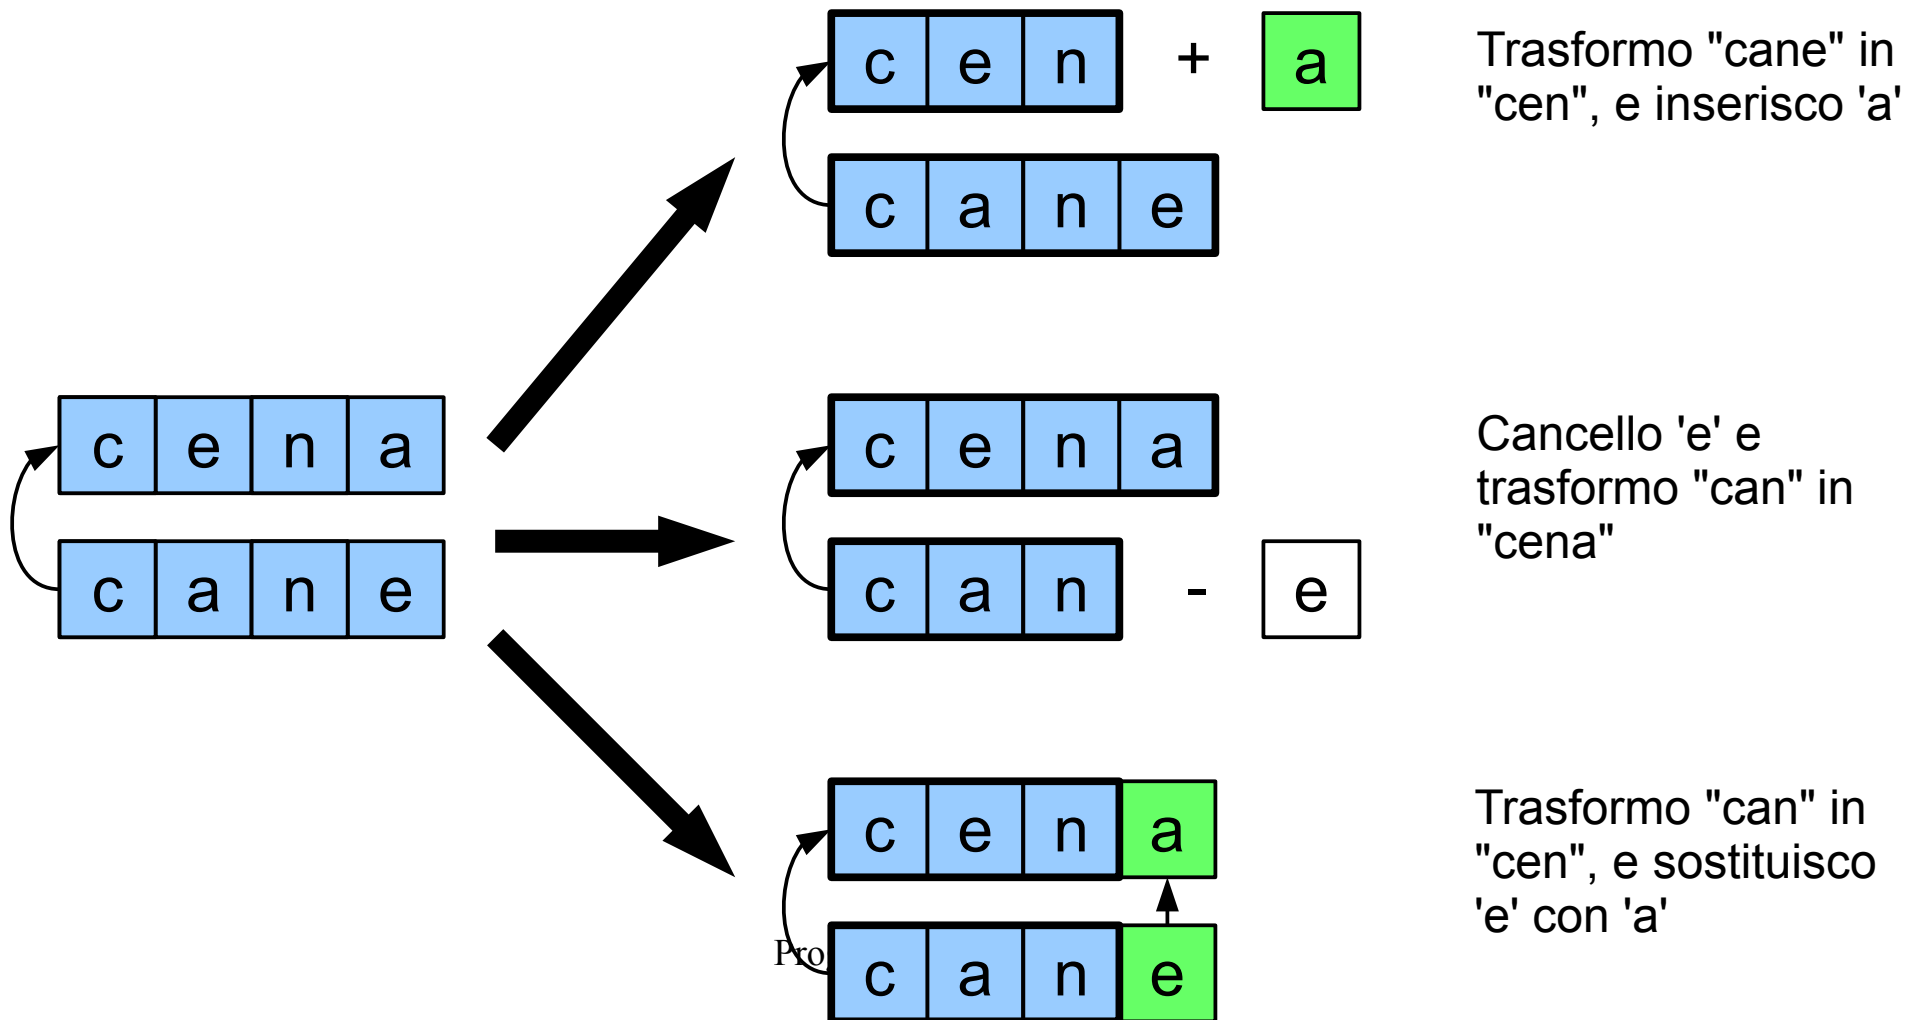 c e n + a
Trasformo "cane" in
"cen", e inserisco 'a'
c a n e
c e n a
c a n e
c e n a
Cancello 'e' e
trasformo "can" in
"cena"
c a n - e
c e n a
Trasformo "can" in
"cen", e sostituisco
'e' con 'a'
Pro
c a n e